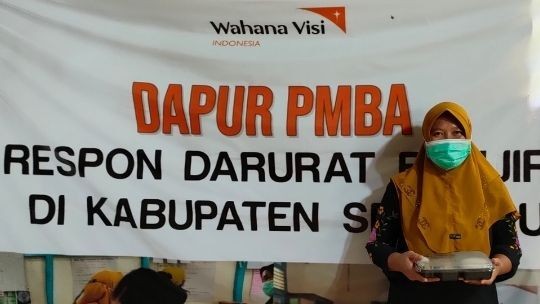 Wahana Visi
INDONESIA
DAPUR PMBA
RESPON DARURAT
DI KABUPATEN